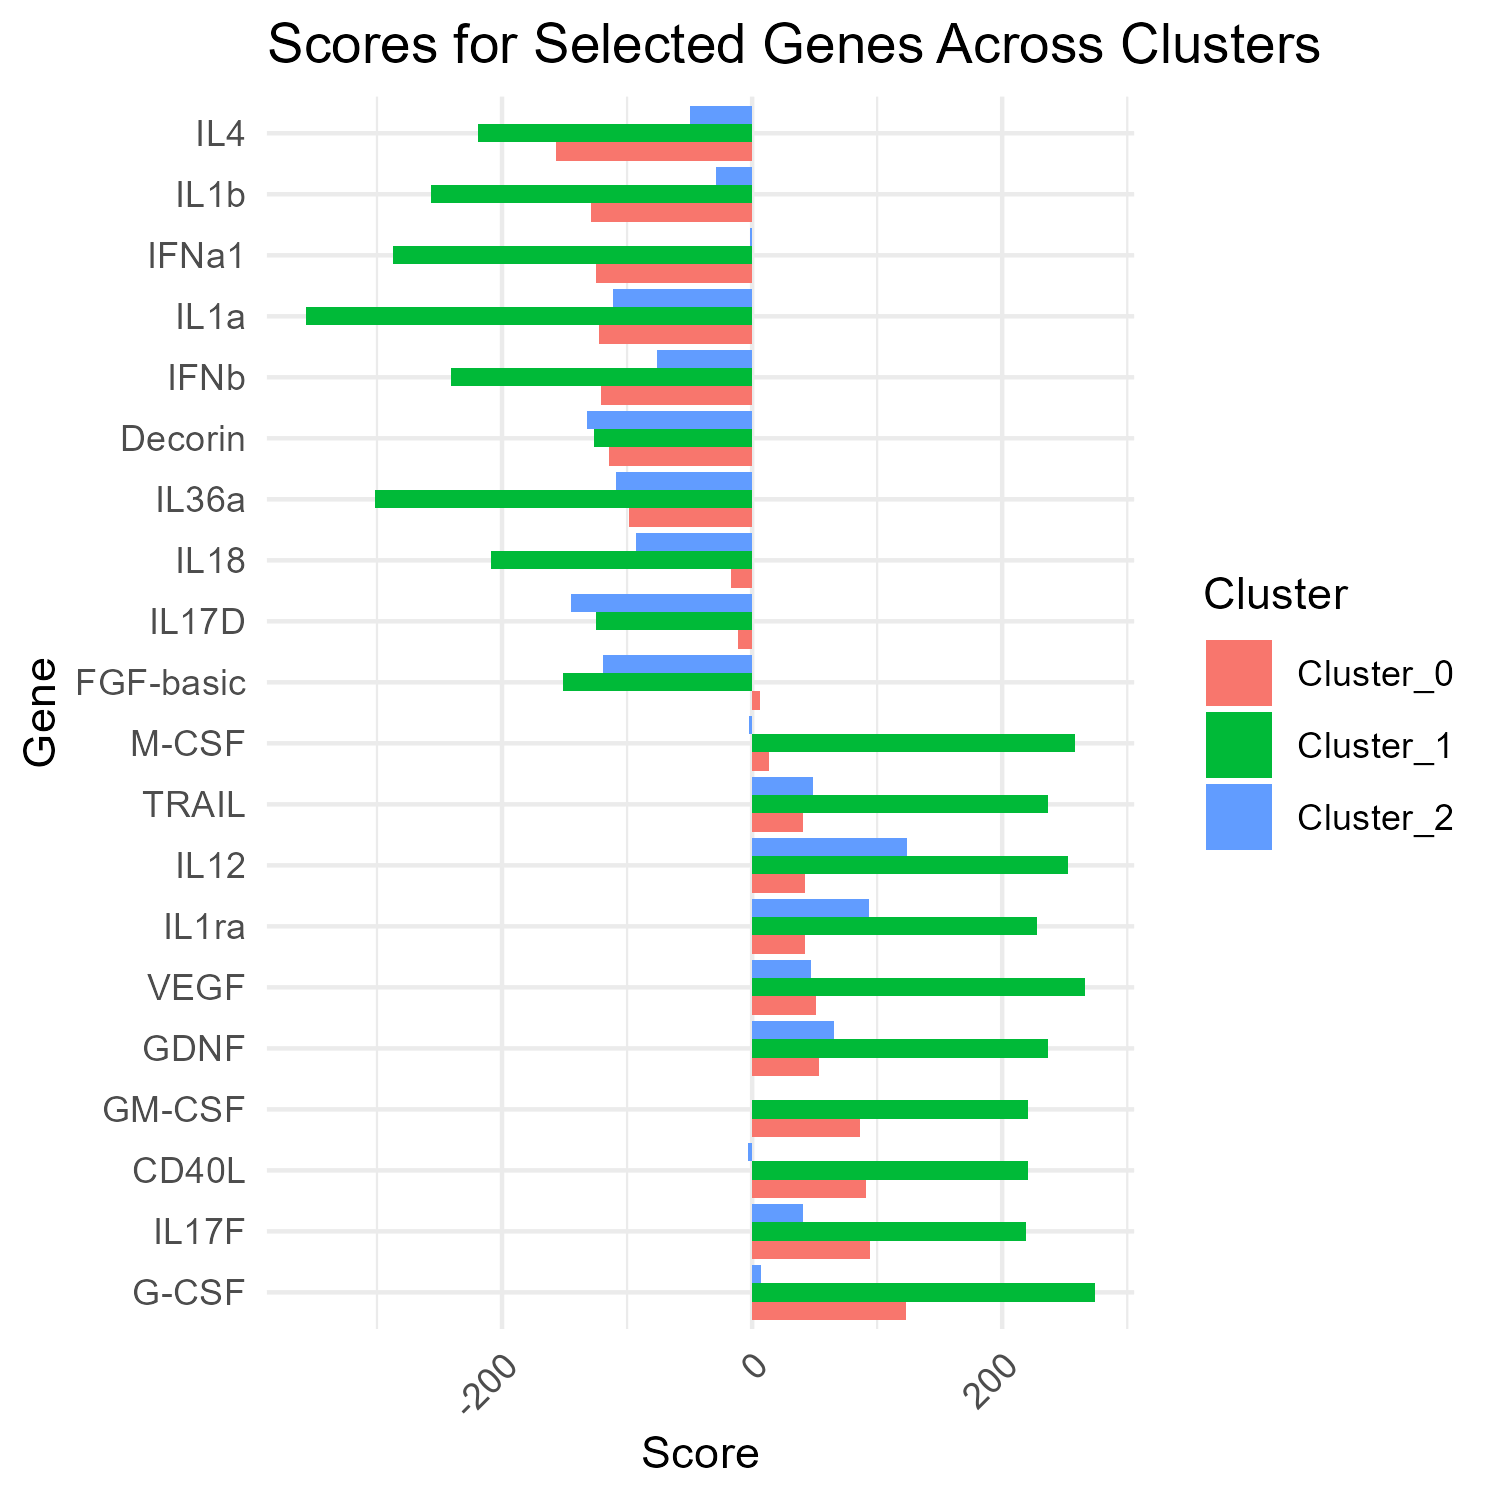 Scores for Selected Genes Across Clusters
IL4
IL1b
IFNa1
IL1a
IFNb
Decorin
IL36a
IL18
IL17D
FGF-basic
M-CSF
TRAIL
IL12
IL1ra
VEGF
GDNF
GM-CSF
CD40L
IL17F
G-CSF
Gene
-200
0
200
Score
Cluster
Cluster_0
Cluster_1
Cluster_2